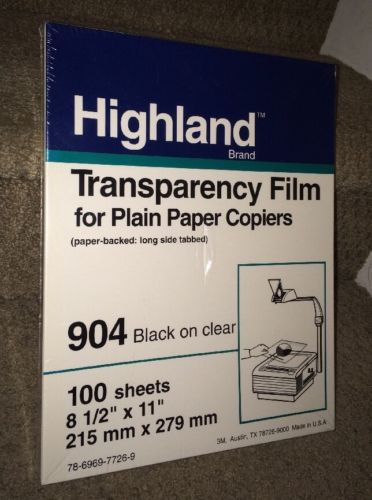 Highland™
Brand
Transparency Film
for Plain Paper Copiers
(paper-backed: long side tabbed)
904 Black on clear
100 sheets
8 1/2" x 11"
215 mm x 279 mm
3M, Austin, TX 78726-9000 Made in U.S.A.
78-6969-7726-9